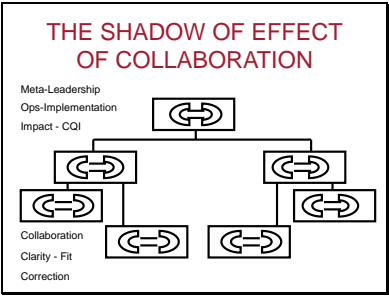 THE SHADOW OF EFFECT
OF COLLABORATION
Meta-Leadership
Ops-Implementation
Impact - CQI
Collaboration
Clarity - Fit
Correction